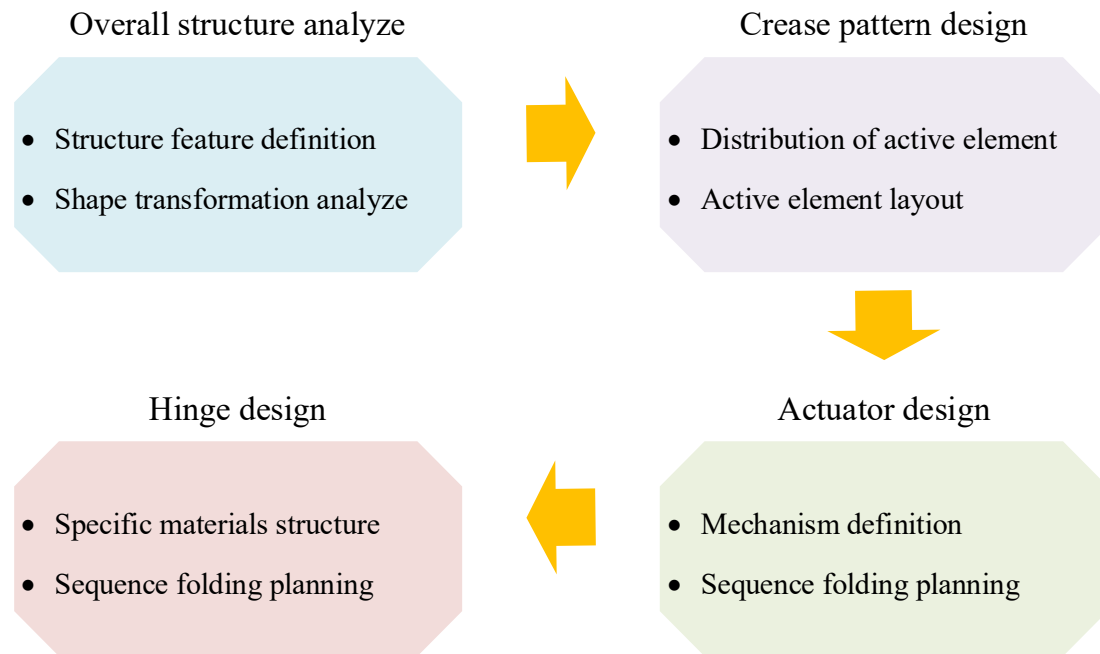 Overall structure analyze
• Structure feature definition
• Shape transformation analyze
Crease pattern design
• Distribution of active element
• Active element layout
Hinge design
• Specific materials structure
• Sequence folding planning
Actuator design
• Mechanism definition
• Sequence folding planning